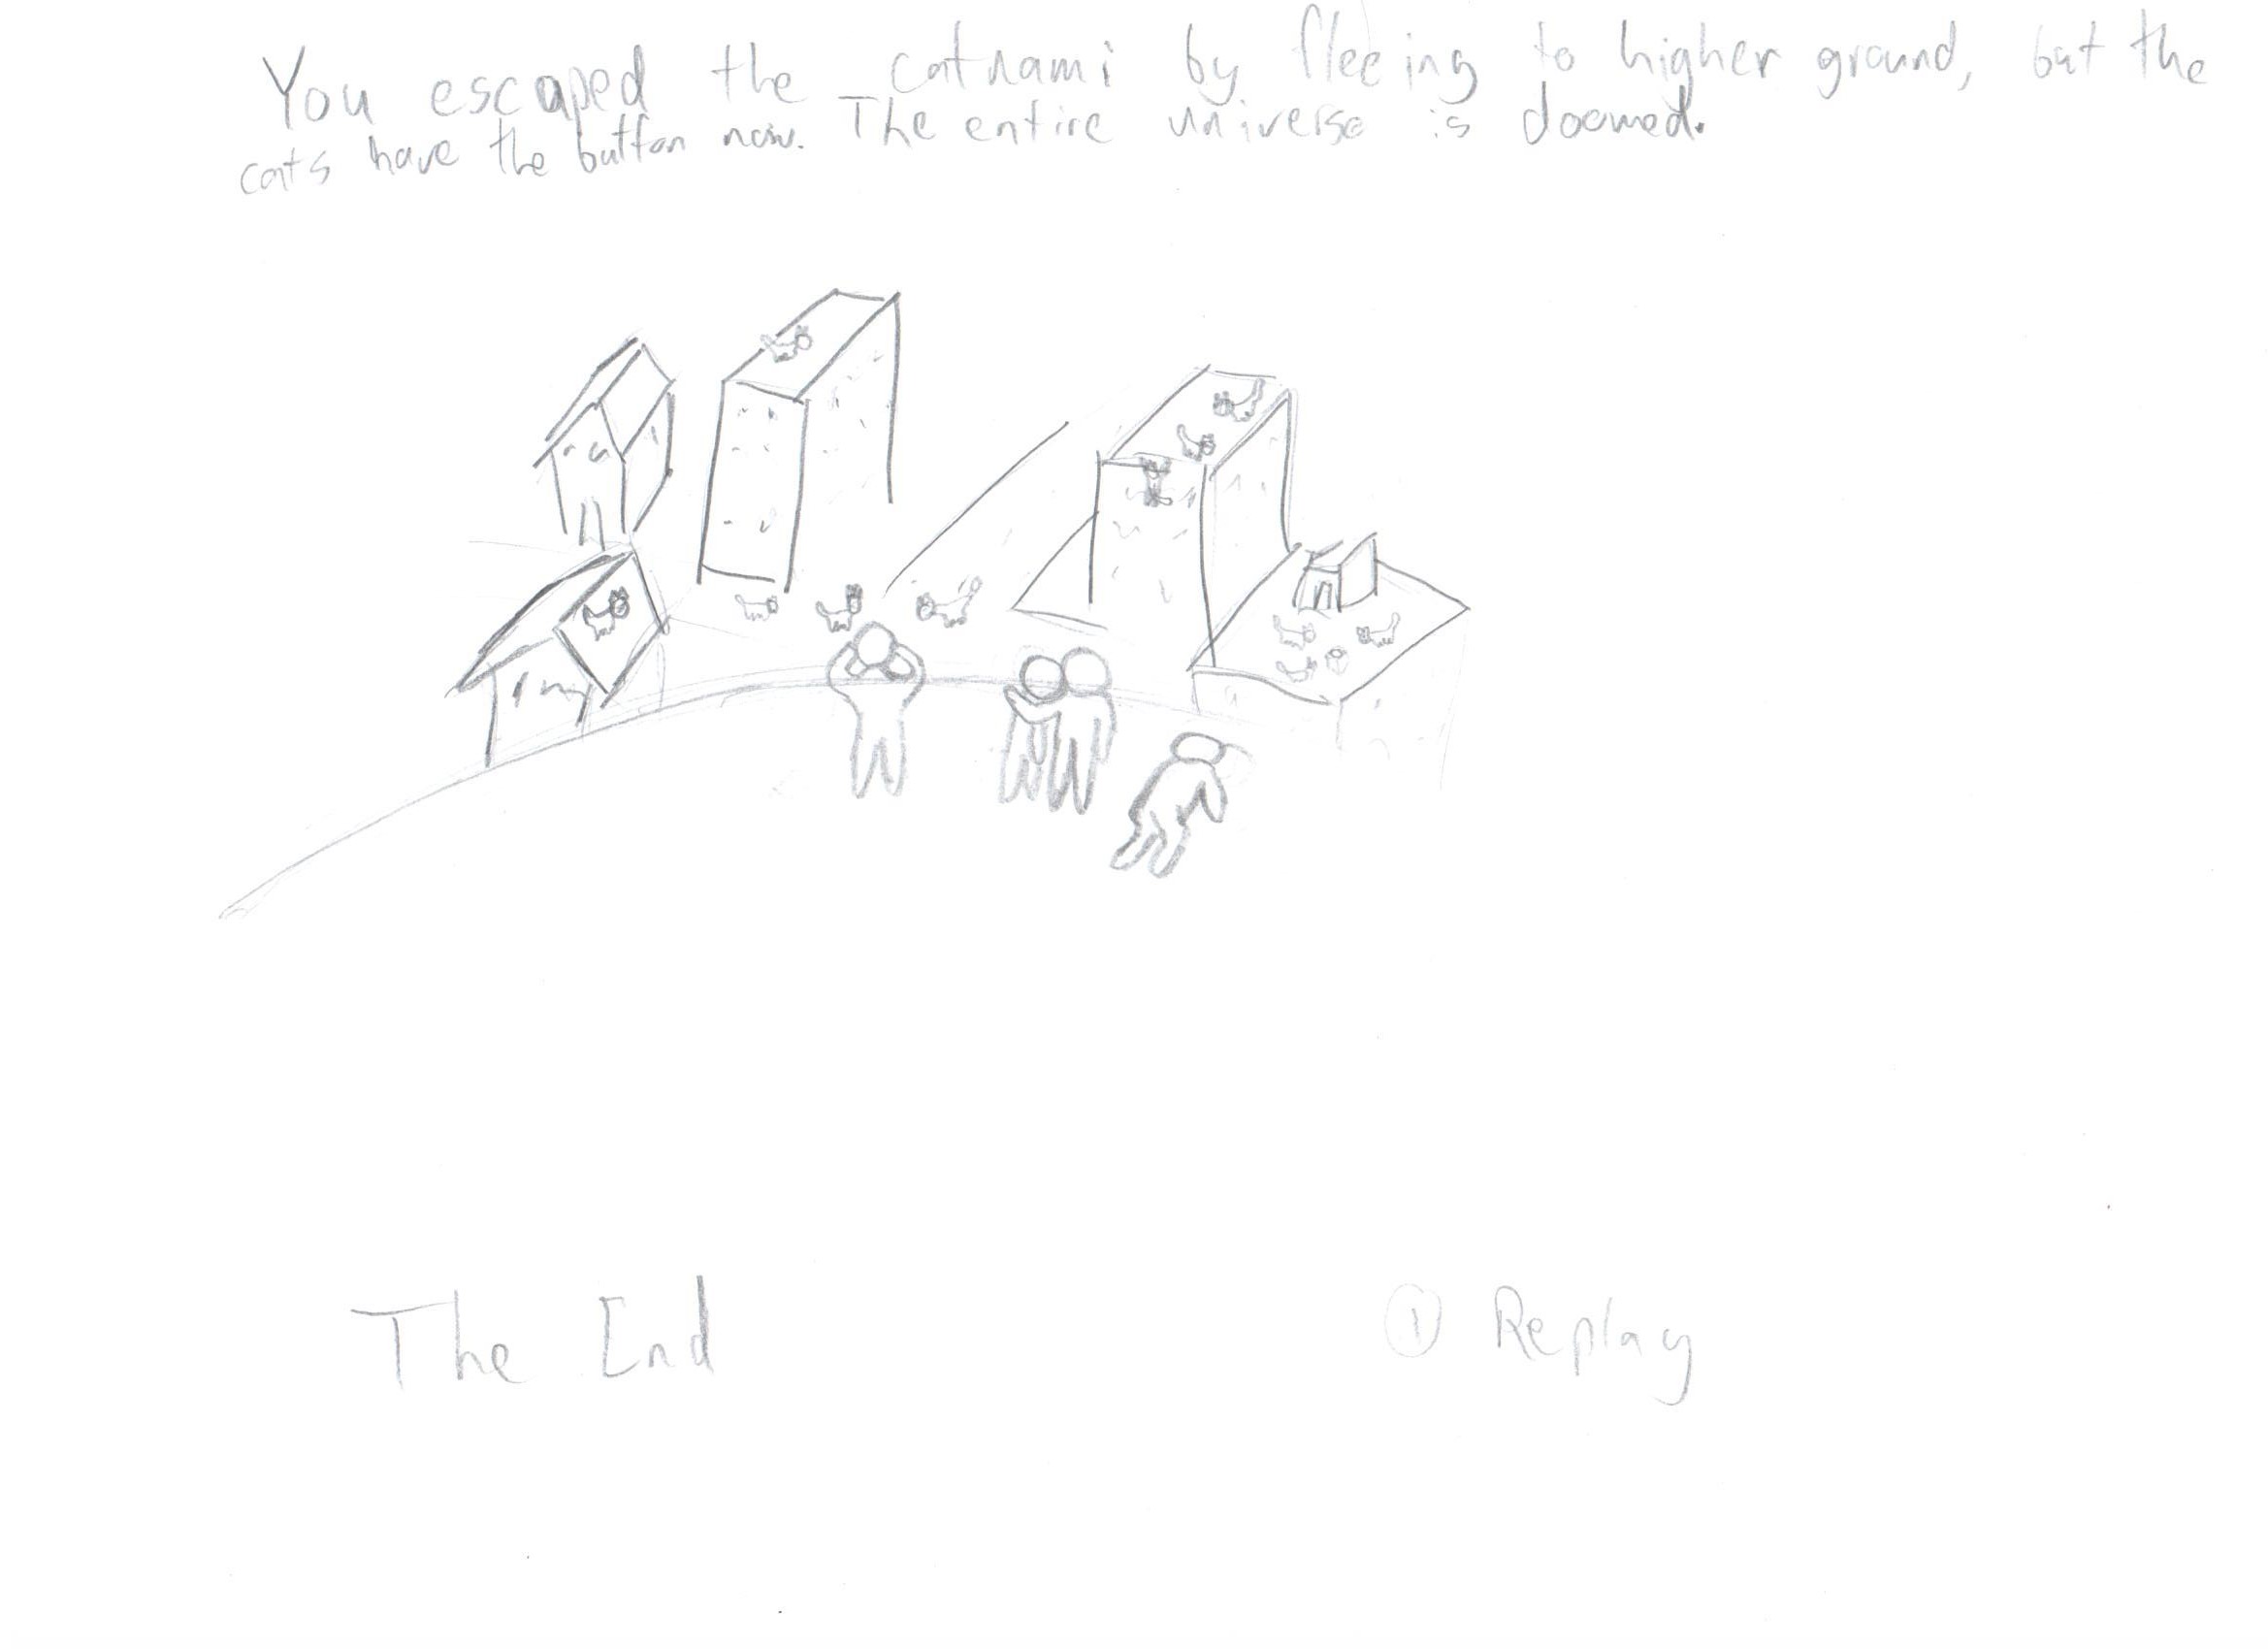 You escaped the catnami by fleeing to higher ground, but the
cats have the button now. The entire universe is doomed.
The End
① Replay